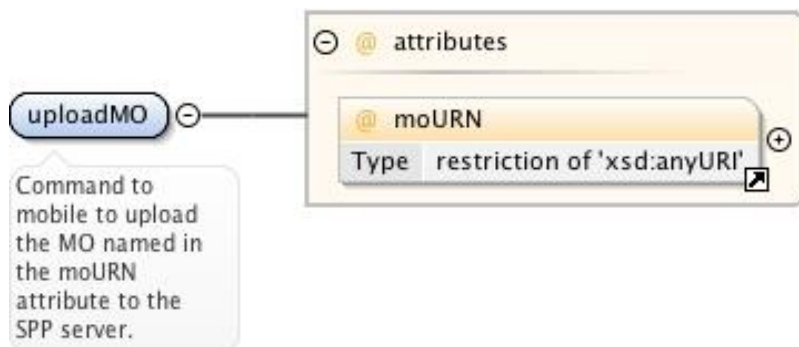 @ attributes
uploadMO
@ moURN
Type restriction of 'xsd:anyURI'
Command to
mobile to upload
the MO named in
the moURN
attribute to the
SPP server.